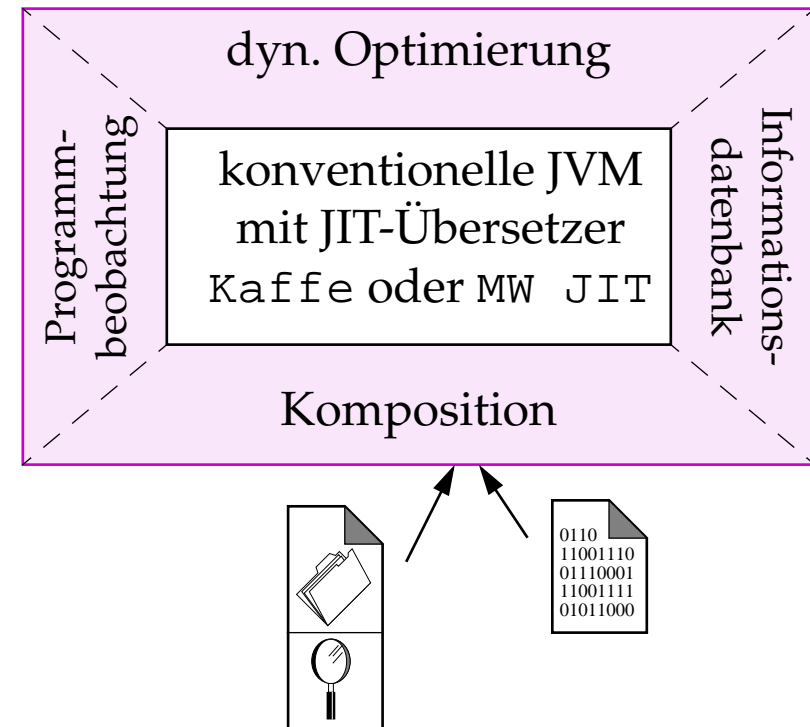 dyn. Optimierung
Programm-
beobachtung
konventionelle JVM
mit JIT-Übersetzer
Kaffe oder MW JIT
Informations-
datenbank
Komposition
0110
11001110
01110001
11001111
01011000